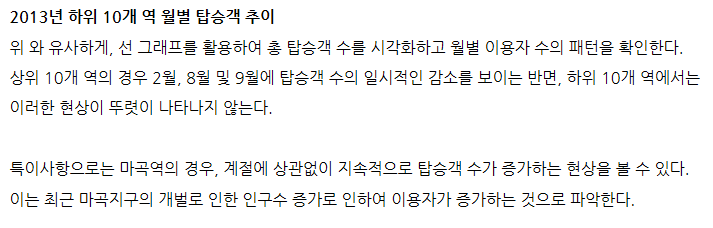 2013년 하위 10개 역 월별 탑승객 추이
위 와 유사하게, 선 그래프를 활용하여 총 탑승객 수를 시각화하고 월별 이용자 수의 패턴을 확인한다.
상위 10개 역의 경우 2월, 8월 및 9월에 탑승객 수의 일시적인 감소를 보이는 반면, 하위 10개 역에서는
이러한 현상이 뚜렷이 나타나지 않는다.
특이사항으로는 마곡역의 경우, 계절에 상관없이 지속적으로 탑승객 수가 증가하는 현상을 볼 수 있다.
이는 최근 마곡지구의 개벌로 인한 인구수 증가로 인하여 이용자가 증가하는 것으로 파악한다.